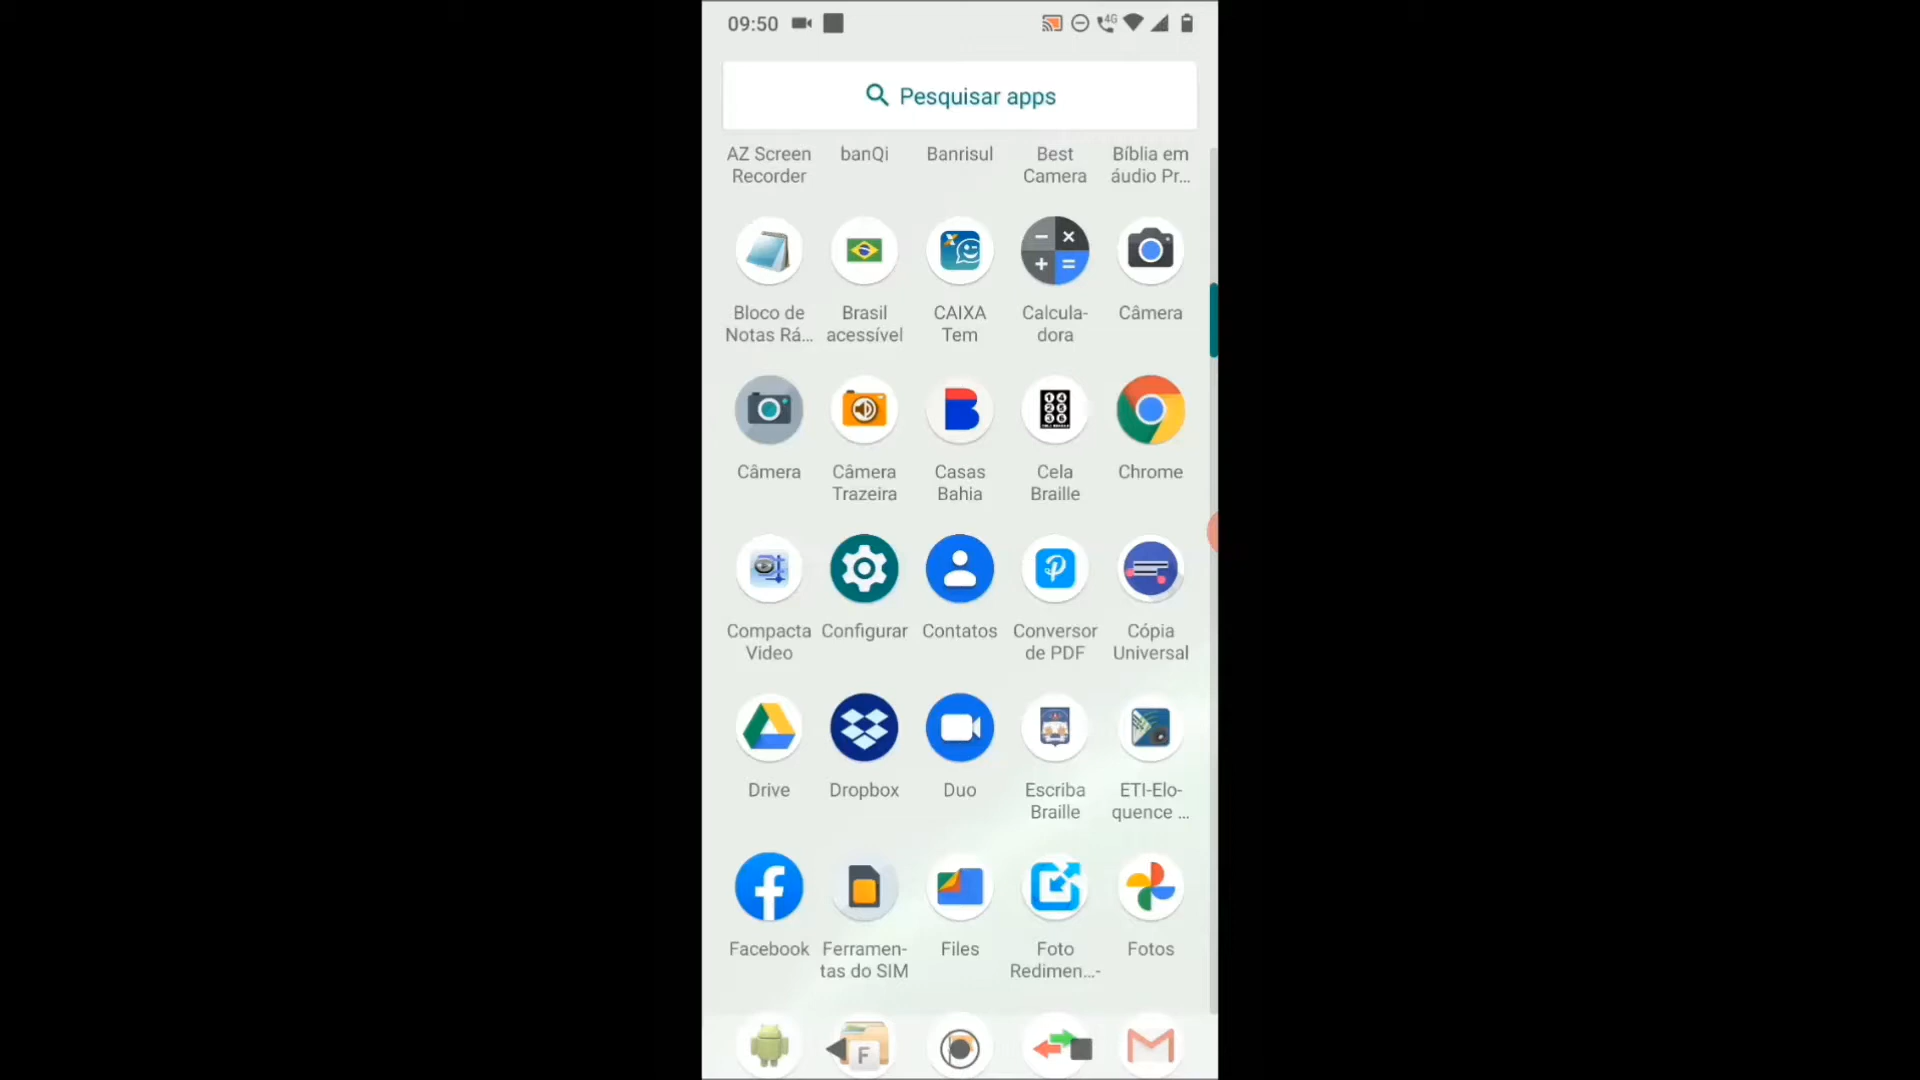 09:50
4G
Pesquisar apps
AZ Screen banQi Banrisul Best Bíblia em
Recorder Camera áudio Pr...
Bloco de Brasil CAIXA Calcula- Câmera
Notas Rá... acessível Tem dora
Câmera Câmera Casas Cela Chrome
Trazeira Bahia Braille
Compacta Configurar Contatos Conversor Cópia
Video de PDF Universal
Drive Dropbox Duo Escriba ETI-Elo-
Braille quence ...
Facebook Ferramen- Files Foto Fotos
tas do SIM Redimen...-
F